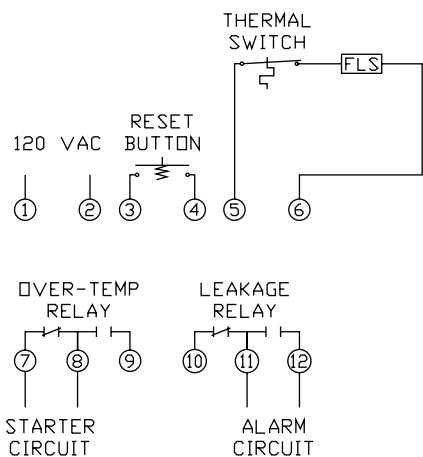 THERMAL
SWITCH
FLS
RESET
120 VAC BUTTON
1 2 3 4 5 6
OVER-TEMP LEAKAGE
RELAY RELAY
7 8 9 10 11 12
STARTER ALARM
CIRCUIT CIRCUIT